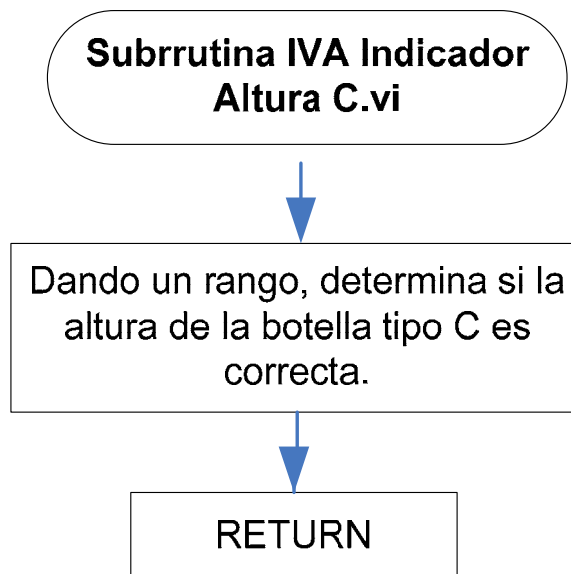 Subrrutina IVA Indicador
Altura C.vi
Dando un rango, determina si la
altura de la botella tipo C es
correcta.
RETURN